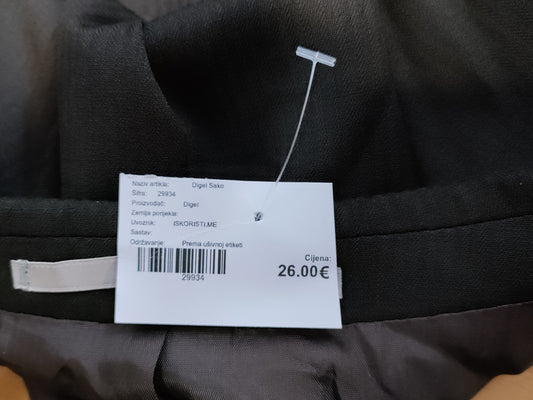 Naziv artikla: Digel Sako
Šifra: 29934
Proizvođač: Digel
Zemlja porijekla:
Uvoznik: ISKORISTI.ME
Sastav:
Održavanje: Prema ušivnoj etiketi
29934
Cijena:
26.00€